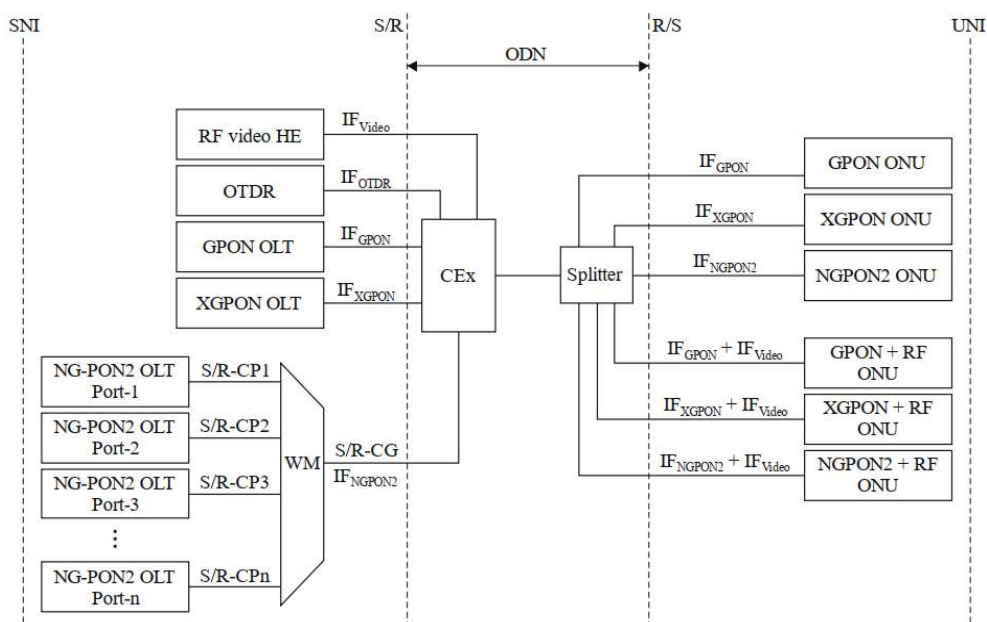 SNI
S/R
R/S
UNI
ODN
RF video HE
IFVideo
OTDR
IFOTDR
GPON OLT
IFGPON
XGPON OLT
IFXGPON
CEx
Splitter
IFGPON
GPON ONU
IFXGPON
XGPON ONU
IFNGPON2
NGPON2 ONU
IFGPON + IFVideo
GPON + RF
ONU
IFXGPON + IFVideo
XGPON + RF
ONU
IFNGPON2 + IFVideo
NGPON2 + RF
ONU
NG-PON2 OLT
Port-1
S/R-CP1
NG-PON2 OLT
Port-2
S/R-CP2
NG-PON2 OLT
Port-3
S/R-CP3
⋮
NG-PON2 OLT
Port-n
S/R-CPn
WM
S/R-CG
IFNGPON2